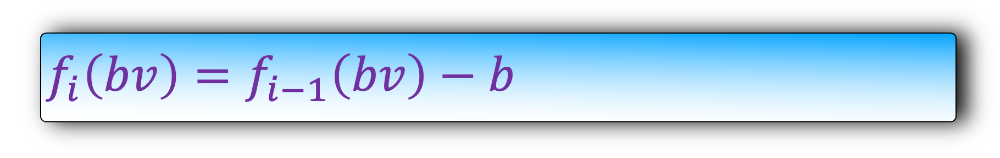 fᵢ(bv) = fᵢ₋₁(bv) − b